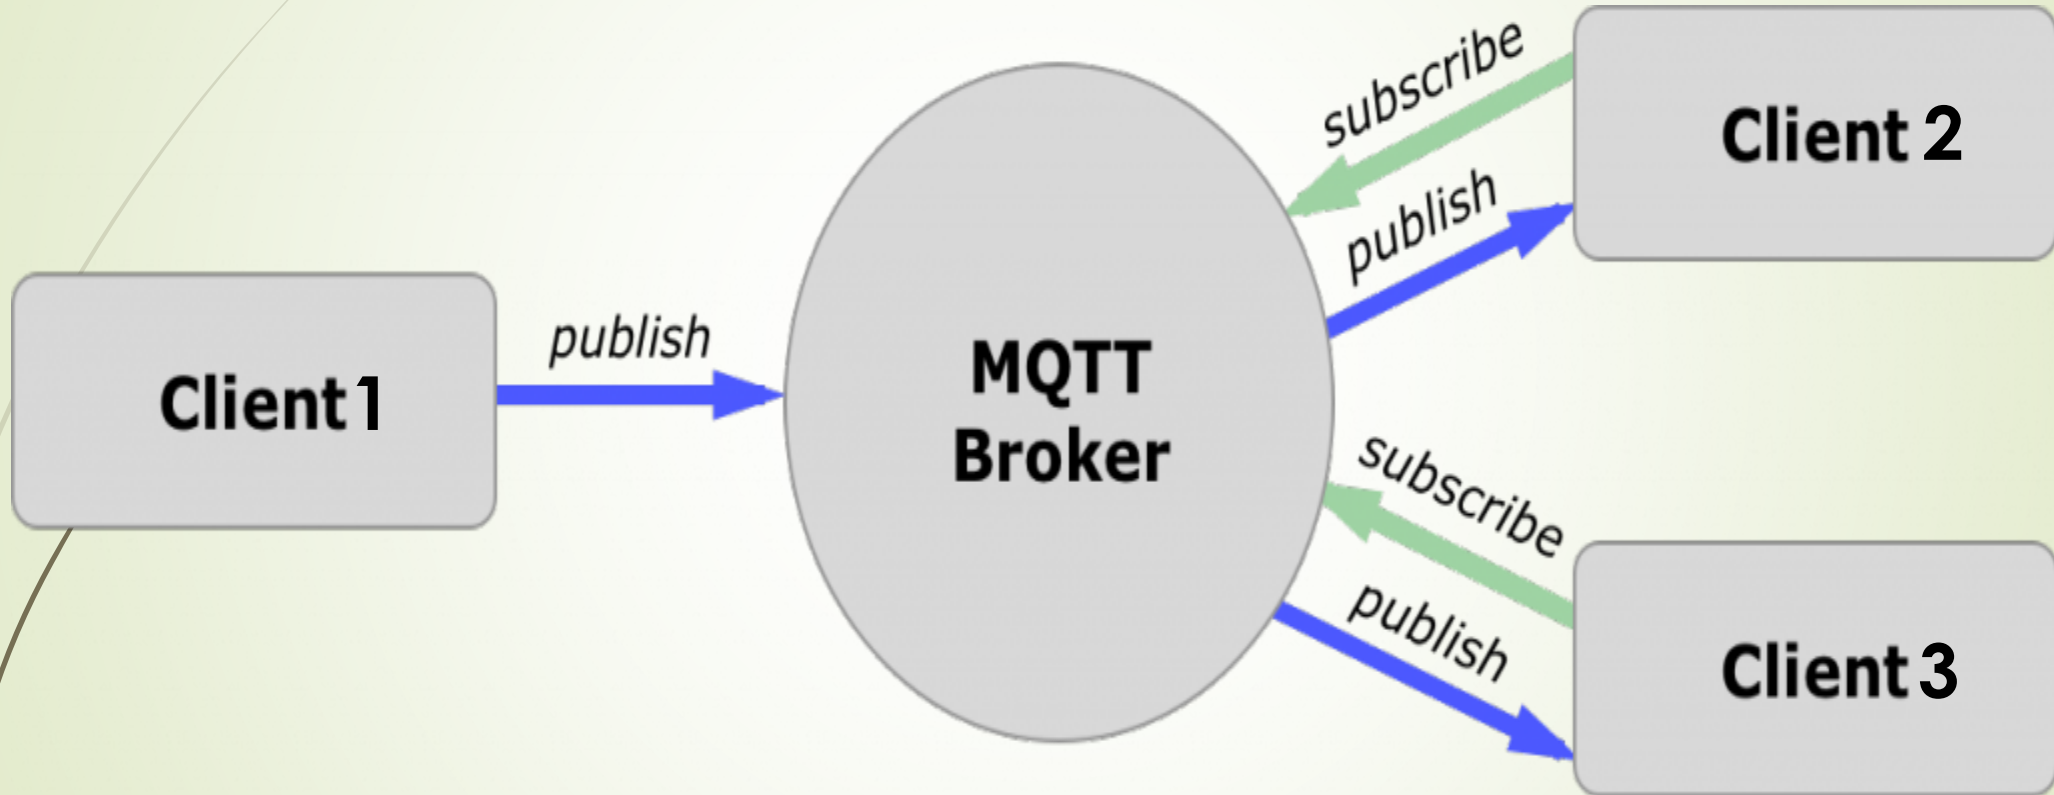 Client 1
publish
MQTT
Broker
subscribe
publish
Client 2
subscribe
publish
Client 3